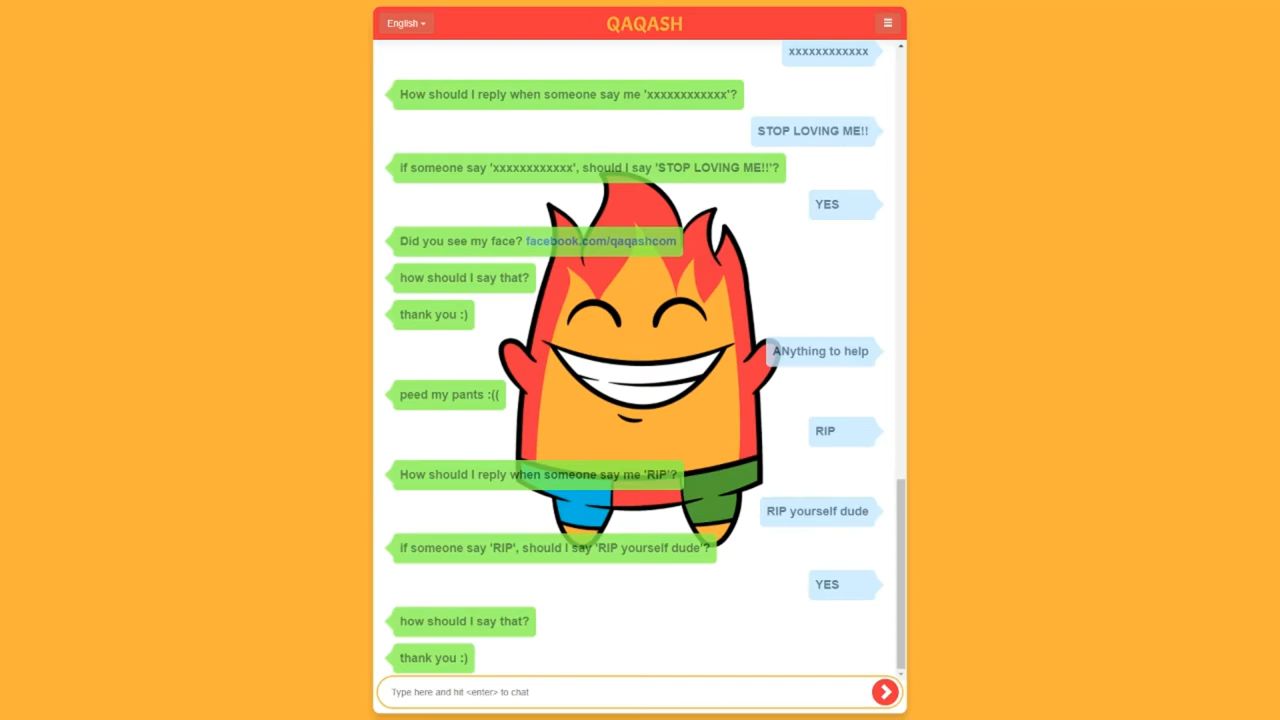 English
QAQASH
xxxxxxxxxxxx
How should I reply when someone say me 'xxxxxxxxxxxx'?
STOP LOVING ME!!
if someone say 'xxxxxxxxxxxx', should I say 'STOP LOVING ME!!'?
YES
Did you see my face? facebook.com/qaqashcom
how should I say that?
thank you :)
ANything to help
peed my pants :((
RIP
How should I reply when someone say me 'RIP'?
RIP yourself dude
if someone say 'RIP', should I say 'RIP yourself dude'?
YES
how should I say that?
thank you :)
Type here and hit <enter> to chat